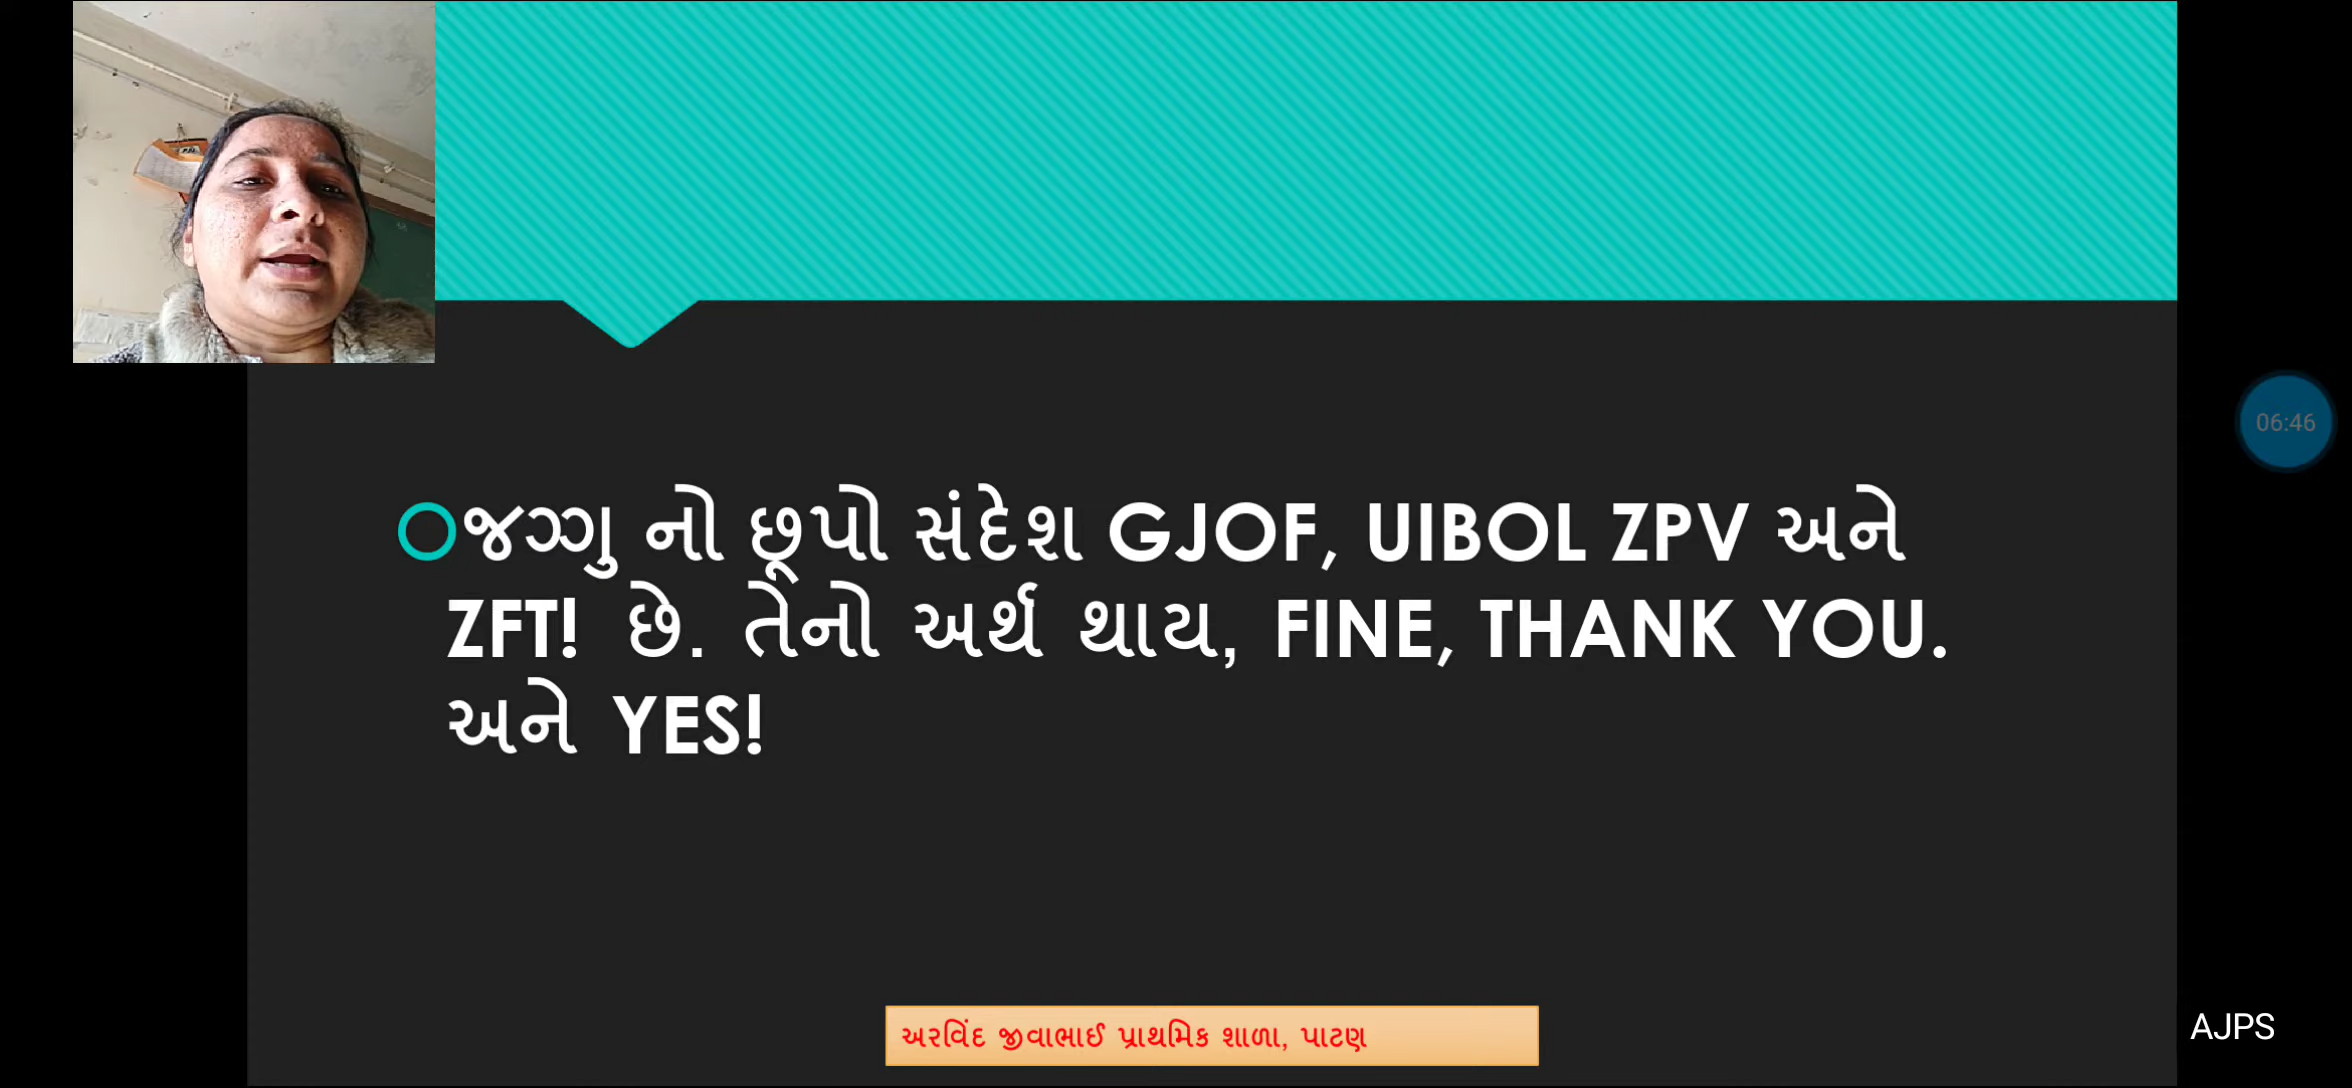 06:46
જગ્ગુ નો છૂપો સંદેશ GJOF, UIBOL ZPV અને
ZFT! છે. તેનો અર્થ થાય, FINE, THANK YOU.
અને YES!
અરવિંદ જીવાભાઈ પ્રાથમિક શાળા, પાટણ
AJPS